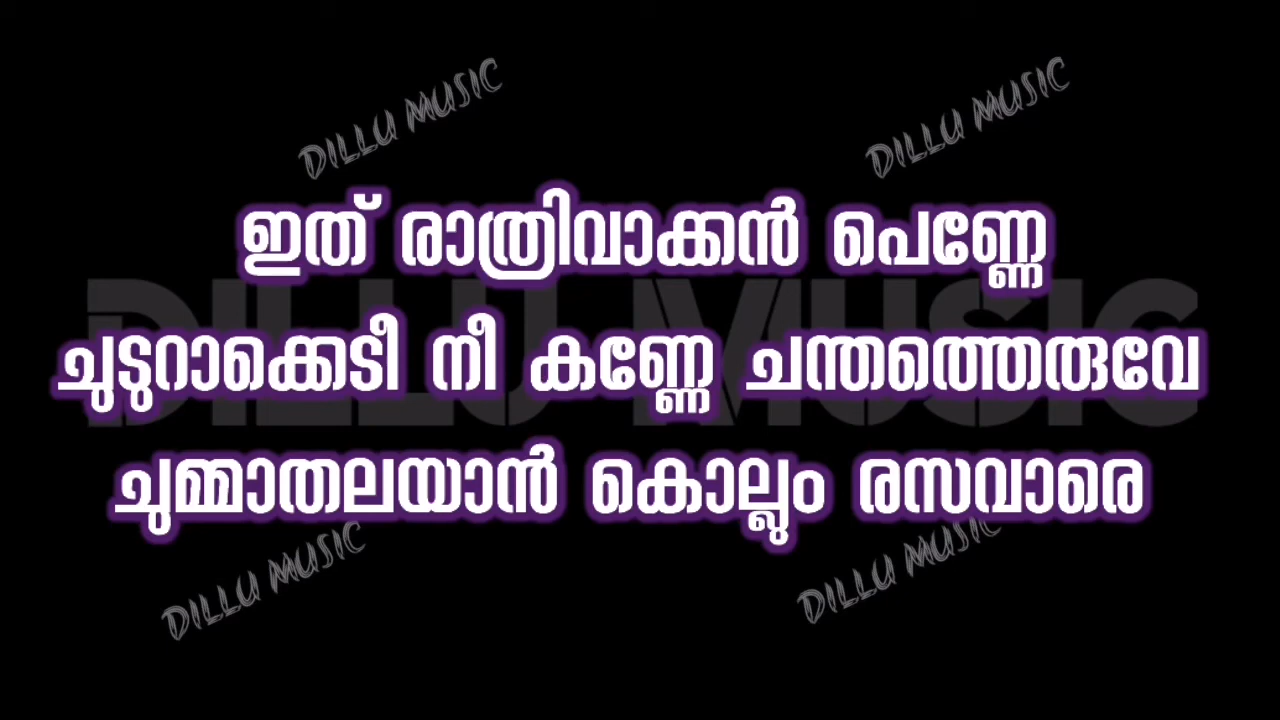 DILLU MUSIC DILLU MUSIC
ഇത് രാത്രിവാക്കൻ പെണ്ണേ
DILLU MUSIC
ചുടുറാക്കെടീ നീ കണ്ണേ ചന്തത്തെരുവേ
ചുമ്മാതലയാൻ കൊല്ലും രസവാരെ
DILLU MUSIC DILLU MUSIC